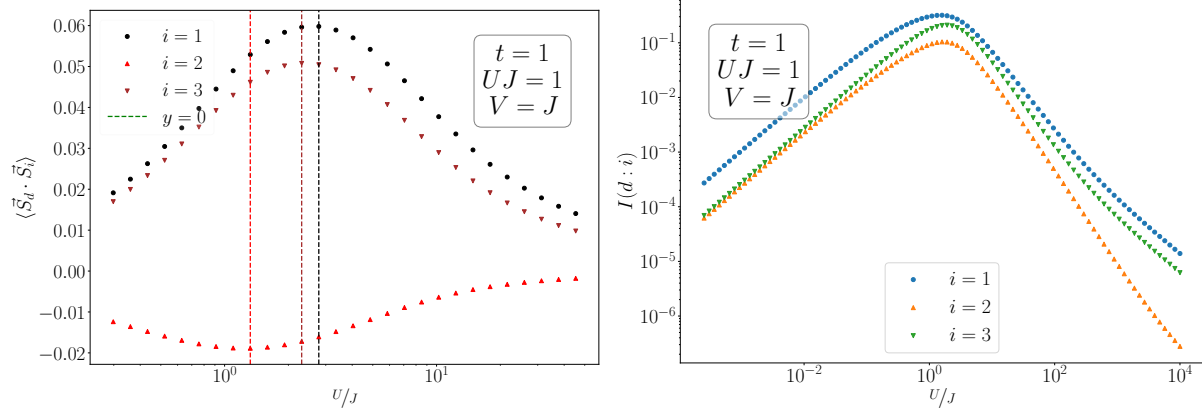 0.06
0.05
0.04
0.03
0.02
0.01
0.00
−0.01
−0.02
⟨S⃗_d · S⃗_i⟩
i = 1
i = 2
i = 3
y = 0
t = 1
UJ = 1
V = J
10^0
10^1
U/J
10^{−1}
10^{−2}
10^{−3}
10^{−4}
10^{−5}
10^{−6}
I(d : i)
t = 1
UJ = 1
V = J
i = 1
i = 2
i = 3
10^{−2}
10^0
10^2
10^4
U/J